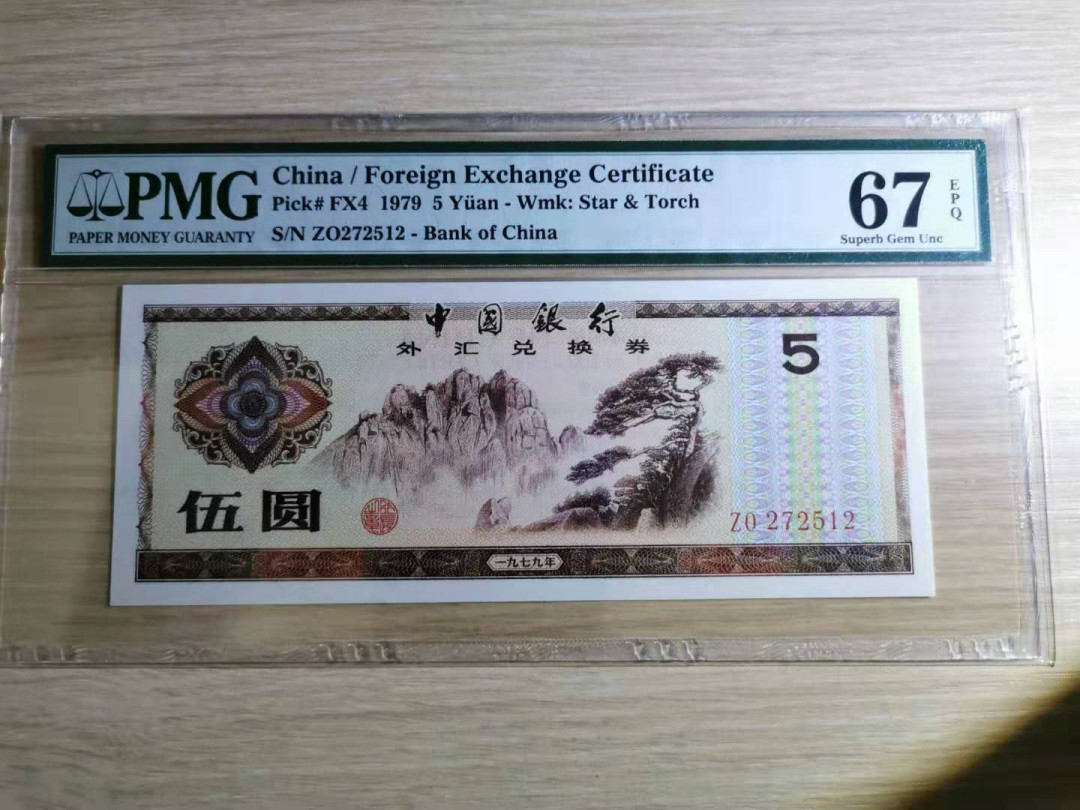 PMG
PAPER MONEY GUARANTY
China / Foreign Exchange Certificate
Pick# FX4 1979 5 Yüan - Wmk: Star & Torch
S/N ZO272512 - Bank of China
67
EPQ
Superb Gem Unc
中国銀行
外汇兑换券
5
伍圆
ZO 272512
一九七九年